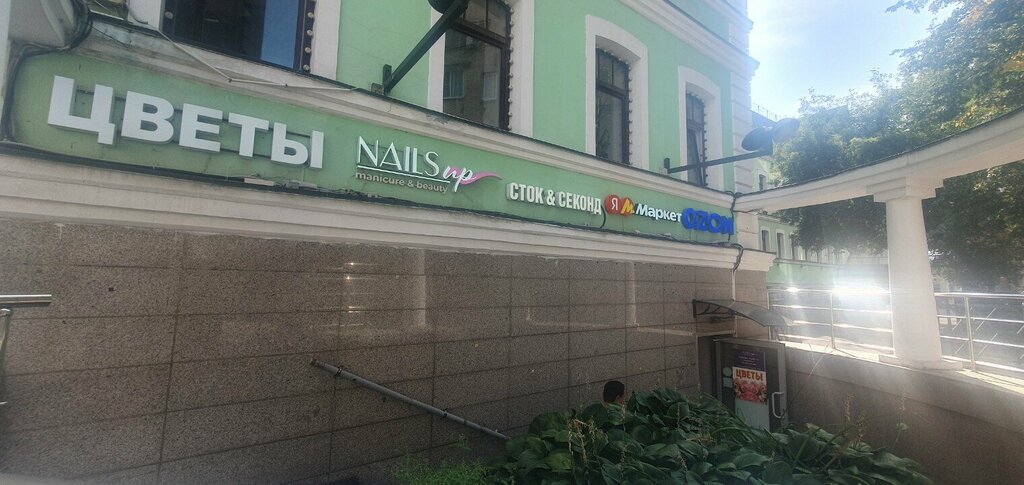 ЦВЕТЫ
NAILS up
manicure & beauty
СТОК & СЕКОНД
Я М Маркет
OZON
ЦВЕТЫ